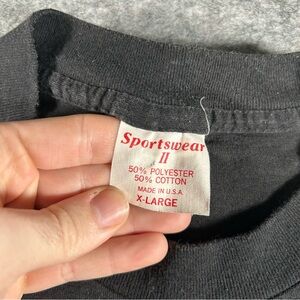 Sportswear
II
50% POLYESTER
50% COTTON
MADE IN U.S.A.
X-LARGE